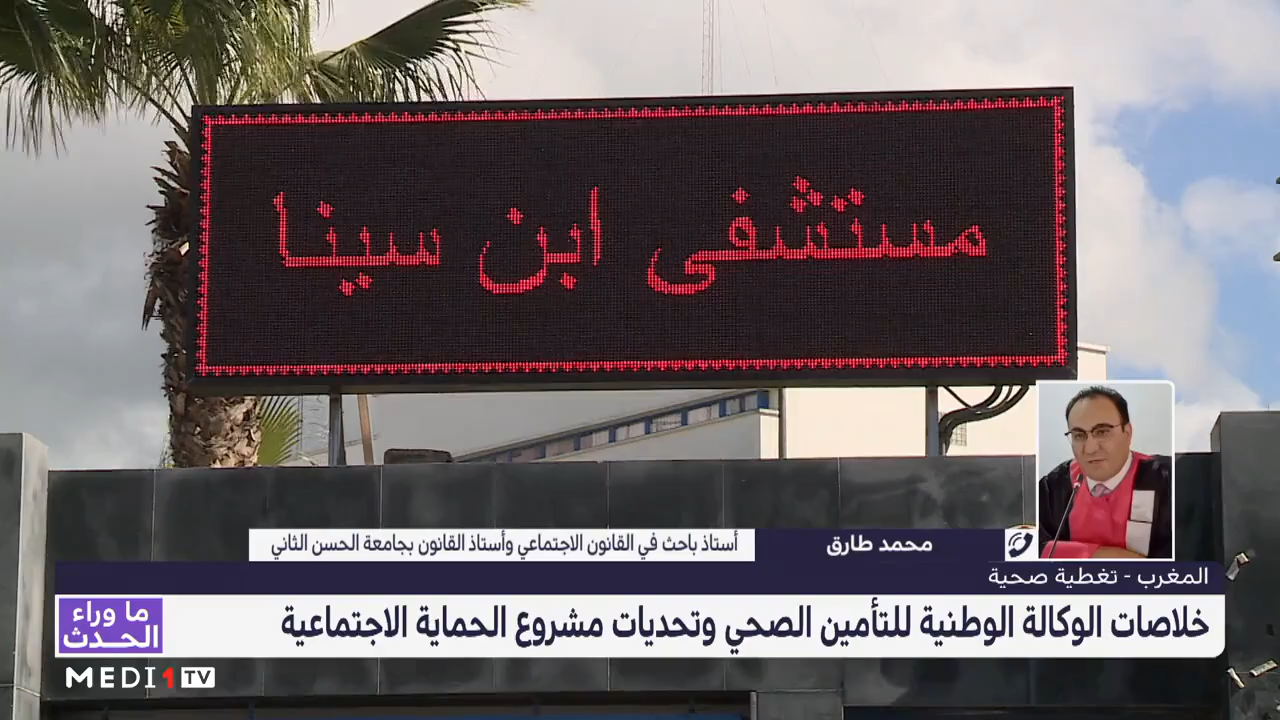 مستشفى ابن سينا
محمد طارق
أستاذ باحث في القانون الاجتماعي وأستاذ القانون بجامعة الحسن الثاني
المغرب - تغطية صحية
خلاصات الوكالة الوطنية للتأمين الصحي وتحديات مشروع الحماية الاجتماعية
ما وراء
الحدث
MEDI1TV